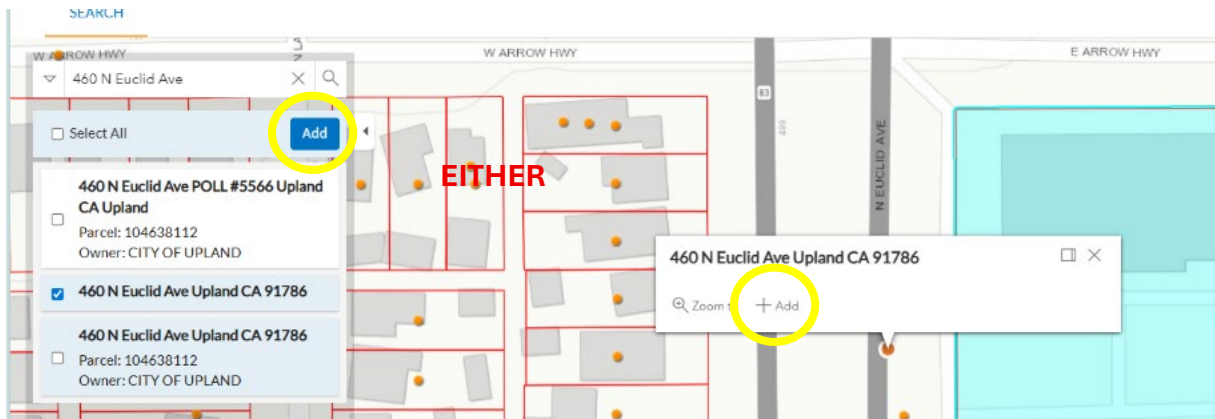 SEARCH
W ARROW HWY
W ARROW HWY
E ARROW HWY
460 N Euclid Ave
83
499
Select All
Add
EITHER
N EUCLID AVE
460 N Euclid Ave POLL #5566 Upland
CA Upland
Parcel: 104638112
Owner: CITY OF UPLAND
460 N Euclid Ave Upland CA 91786
460 N Euclid Ave Upland CA 91786
Parcel: 104638112
Owner: CITY OF UPLAND
460 N Euclid Ave Upland CA 91786
Zoom t
Add